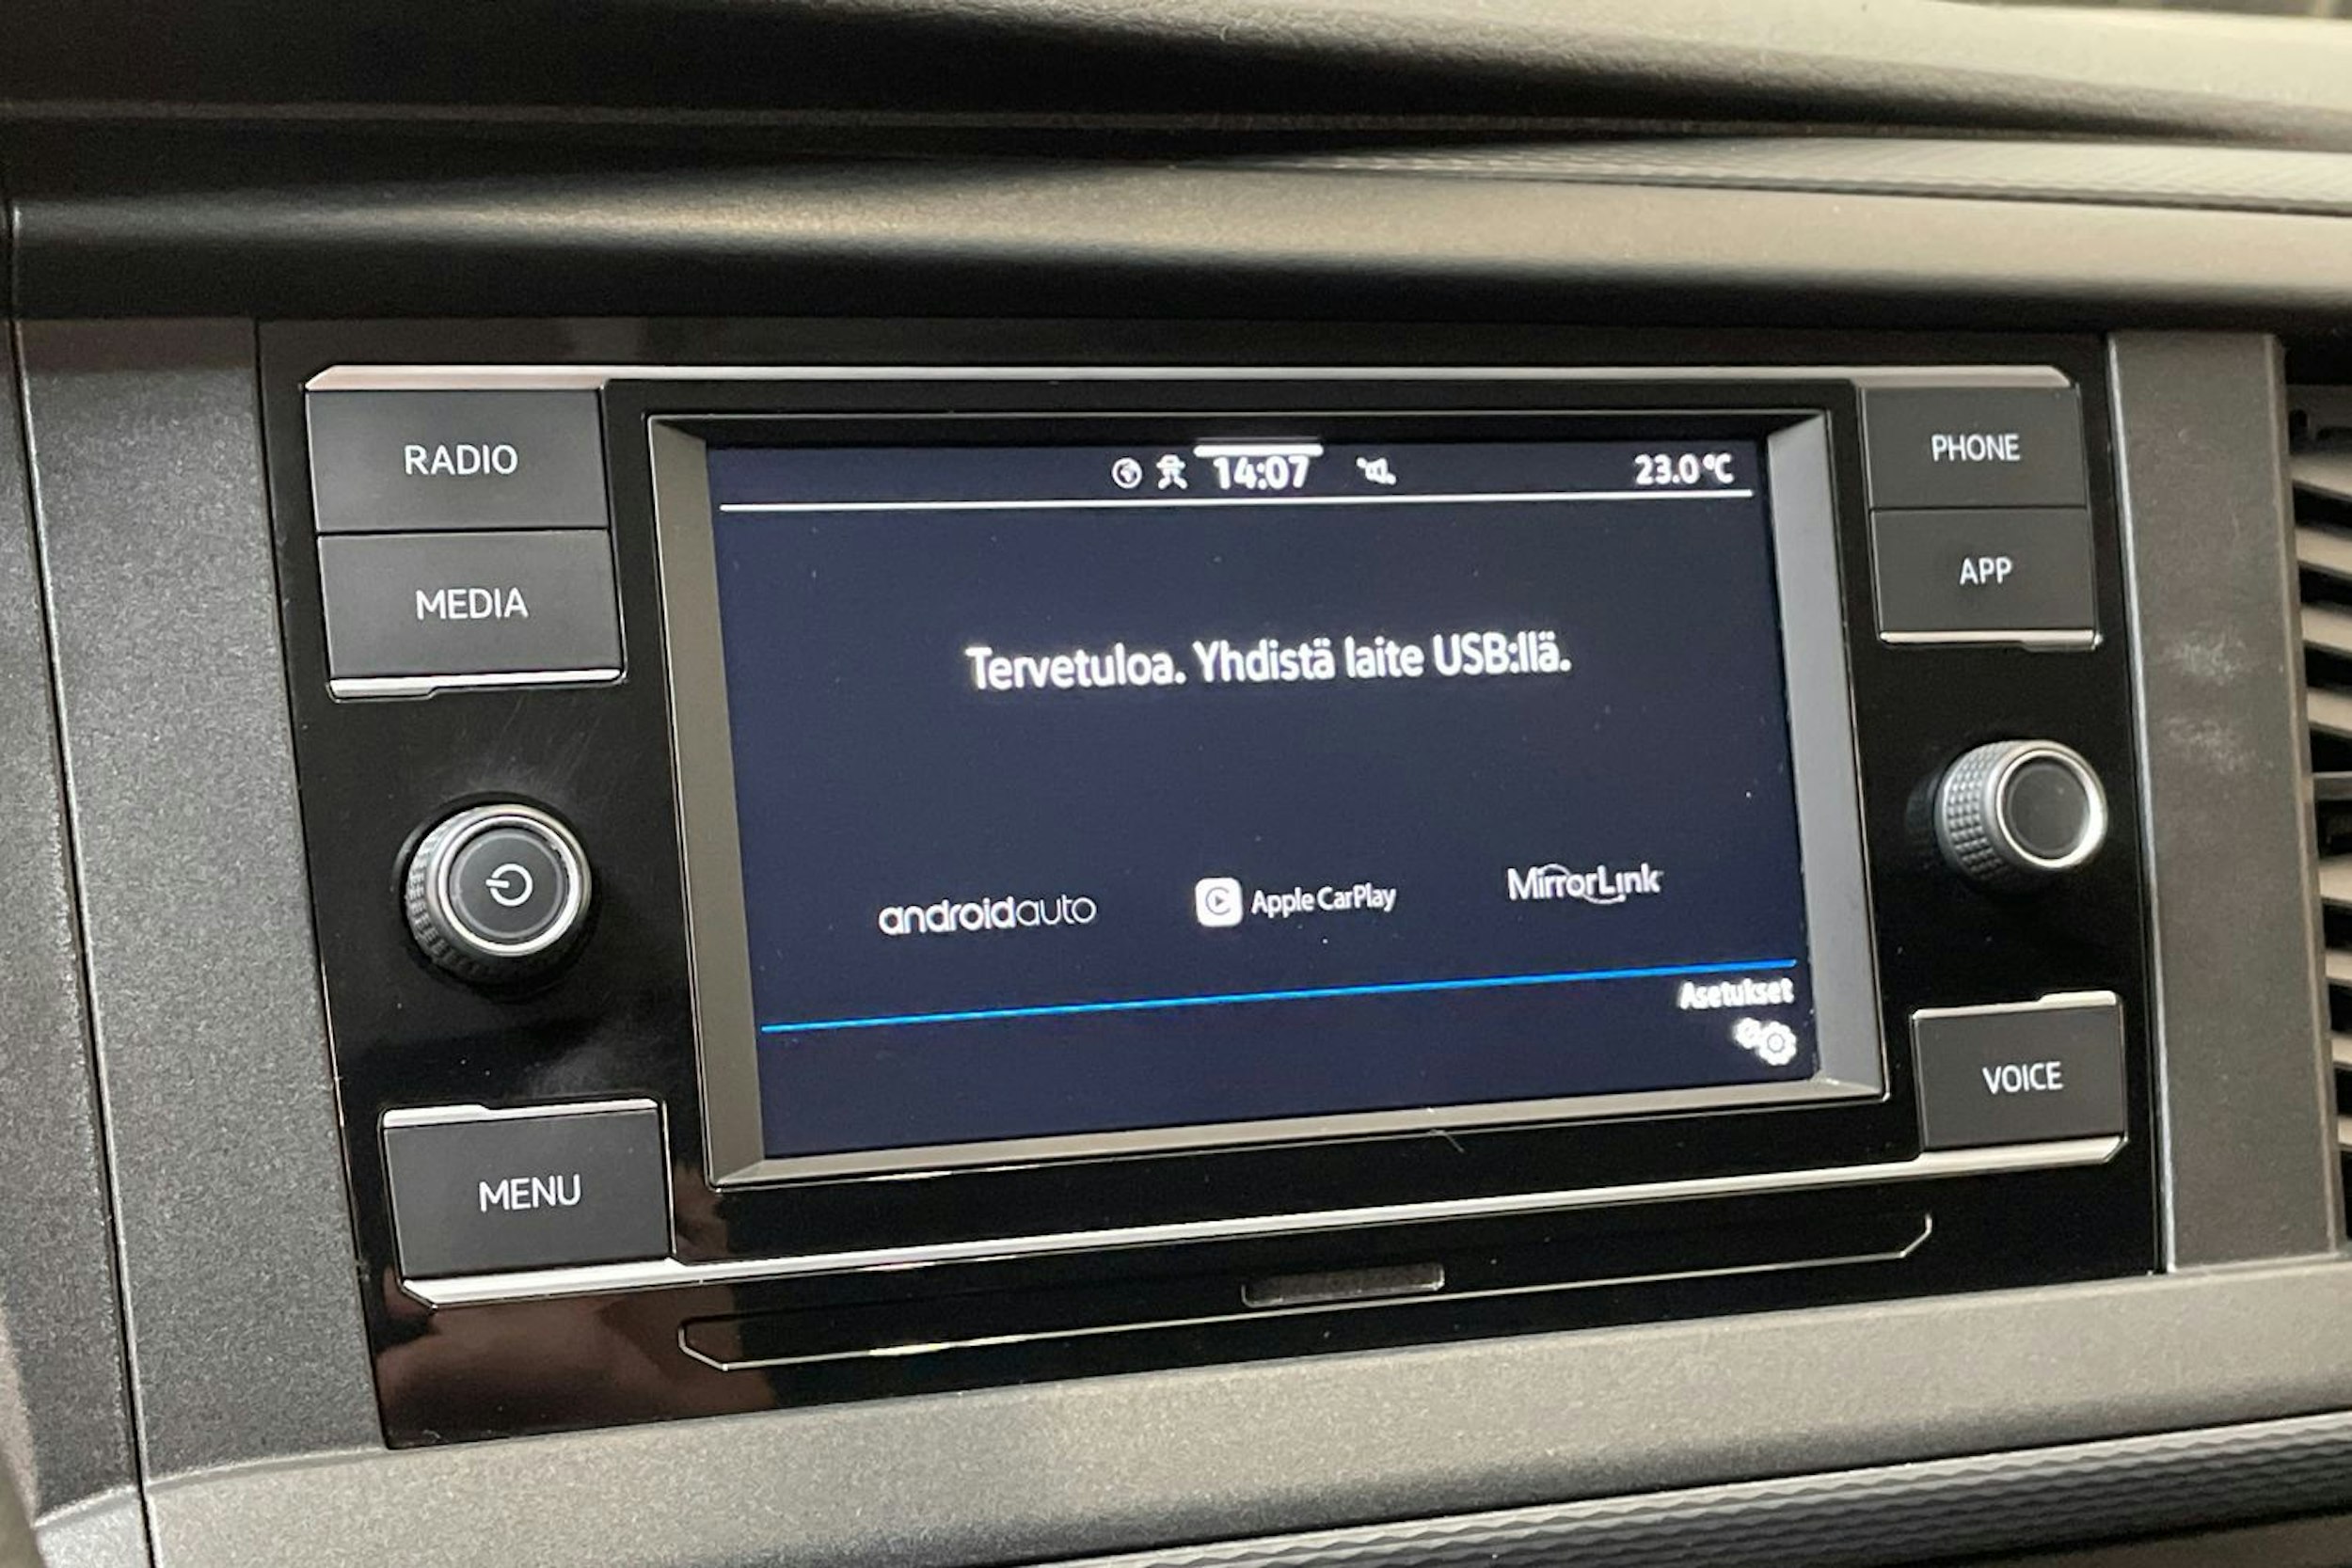 RADIO
MEDIA
MENU
14:07
23.0°C
Tervetuloa. Yhdistä laite USB:llä.
androidauto
Apple CarPlay
MirrorLink
Asetukset
PHONE
APP
VOICE